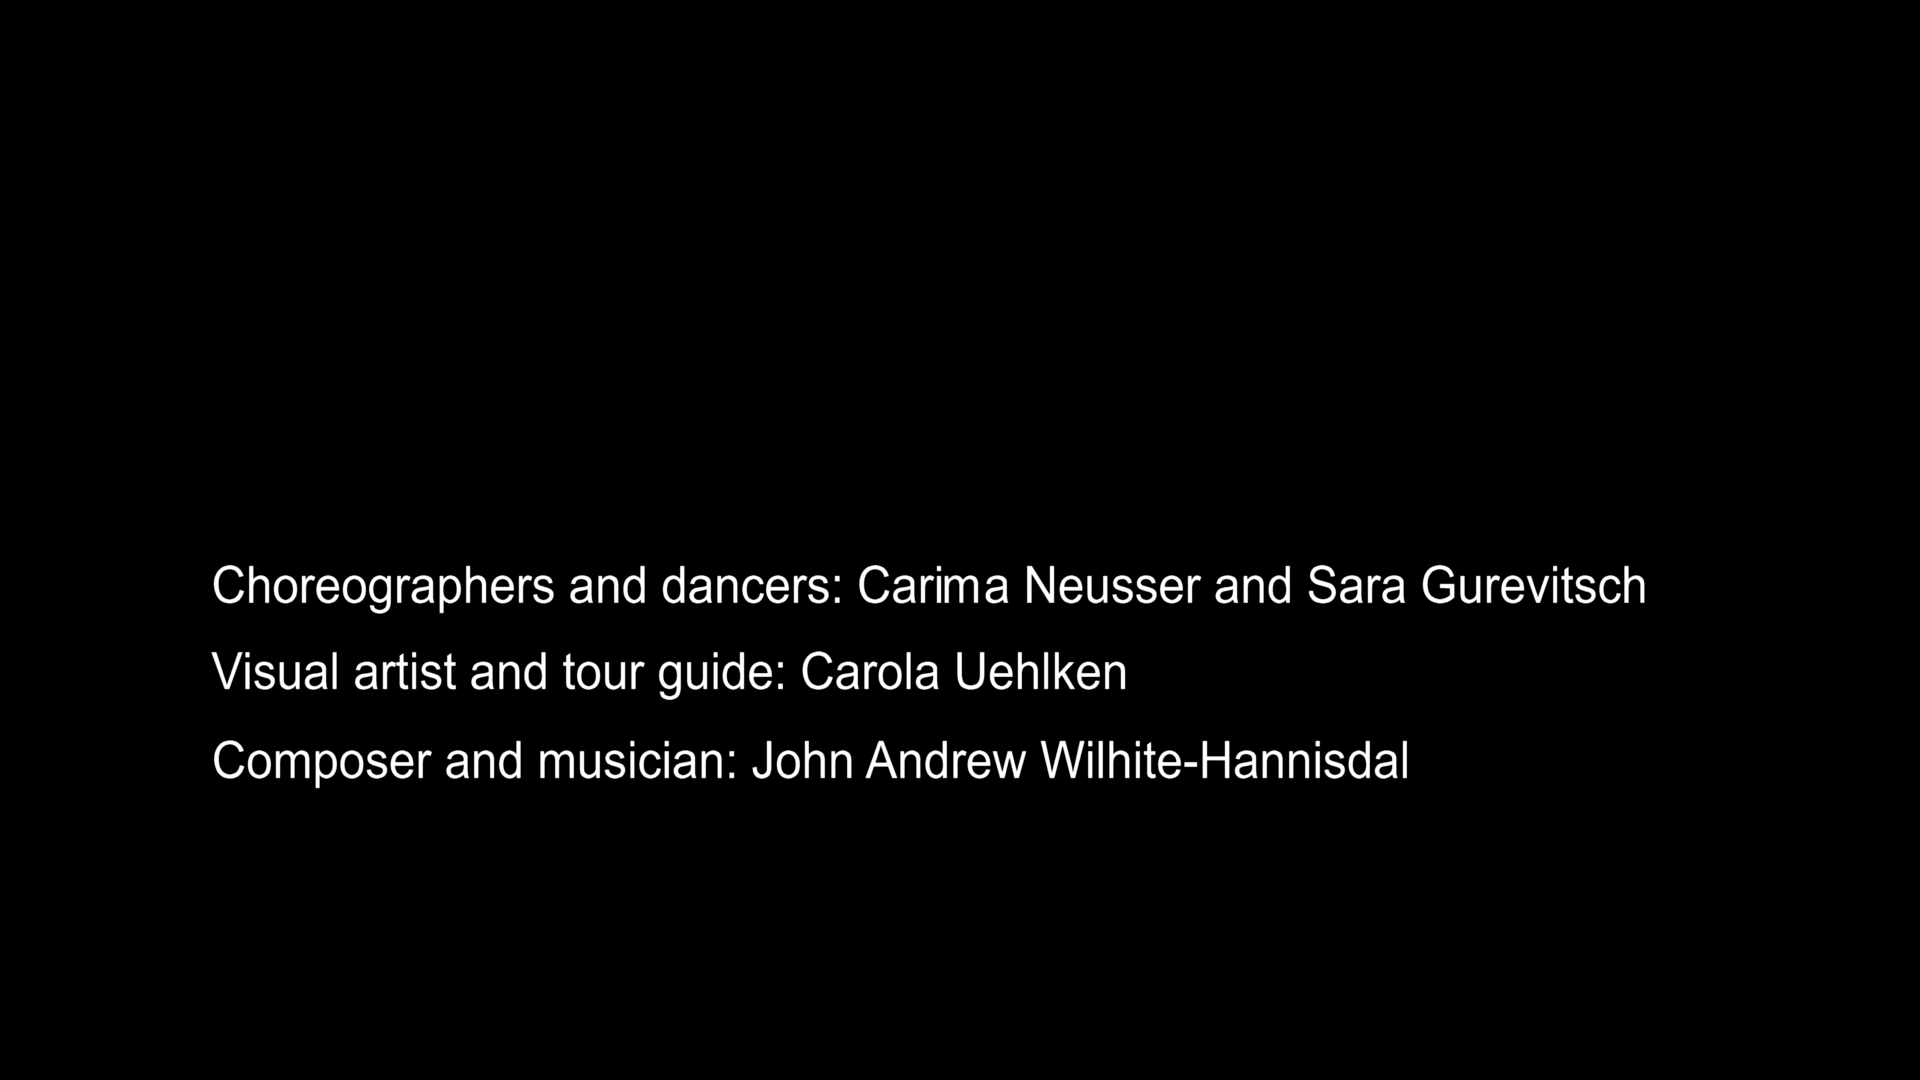 Choreographers and dancers: Carima Neusser and Sara Gurevitsch
Visual artist and tour guide: Carola Uehlken
Composer and musician: John Andrew Wilhite-Hannisdal